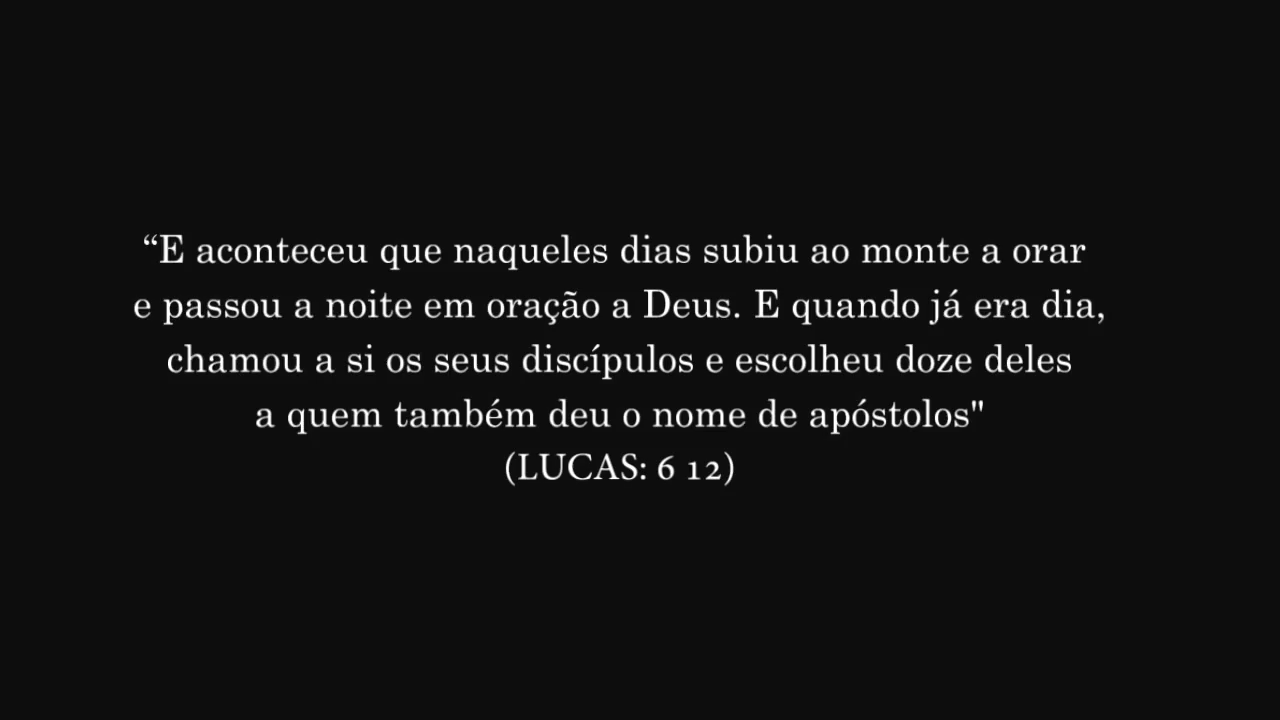 “E aconteceu que naqueles dias subiu ao monte a orar
e passou a noite em oração a Deus. E quando já era dia,
chamou a si os seus discípulos e escolheu doze deles
a quem também deu o nome de apóstolos"
(LUCAS: 6 12)